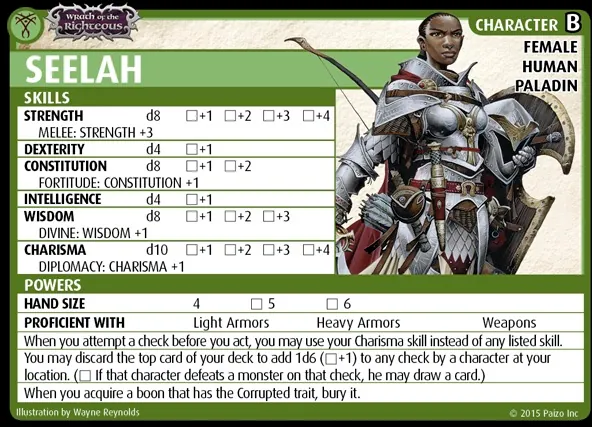 WRATH of the RIGHTEOUS
CHARACTER B
SEELAH
FEMALE
HUMAN
PALADIN
SKILLS
STRENGTH d8 ☐+1 ☐+2 ☐+3 ☐+4
MELEE: STRENGTH +3
DEXTERITY d4 ☐+1
CONSTITUTION d8 ☐+1 ☐+2
FORTITUDE: CONSTITUTION +1
INTELLIGENCE d4 ☐+1
WISDOM d8 ☐+1 ☐+2 ☐+3
DIVINE: WISDOM +1
CHARISMA d10 ☐+1 ☐+2 ☐+3 ☐+4
DIPLOMACY: CHARISMA +1
POWERS
HAND SIZE 4 ☐ 5 ☐ 6
PROFICIENT WITH Light Armors Heavy Armors Weapons
When you attempt a check before you act, you may use your Charisma skill instead of any listed skill.
You may discard the top card of your deck to add 1d6 (☐+1) to any check by a character at your
location. (☐ If that character defeats a monster on that check, he may draw a card.)
When you acquire a boon that has the Corrupted trait, bury it.
Illustration by Wayne Reynolds
© 2015 Paizo Inc